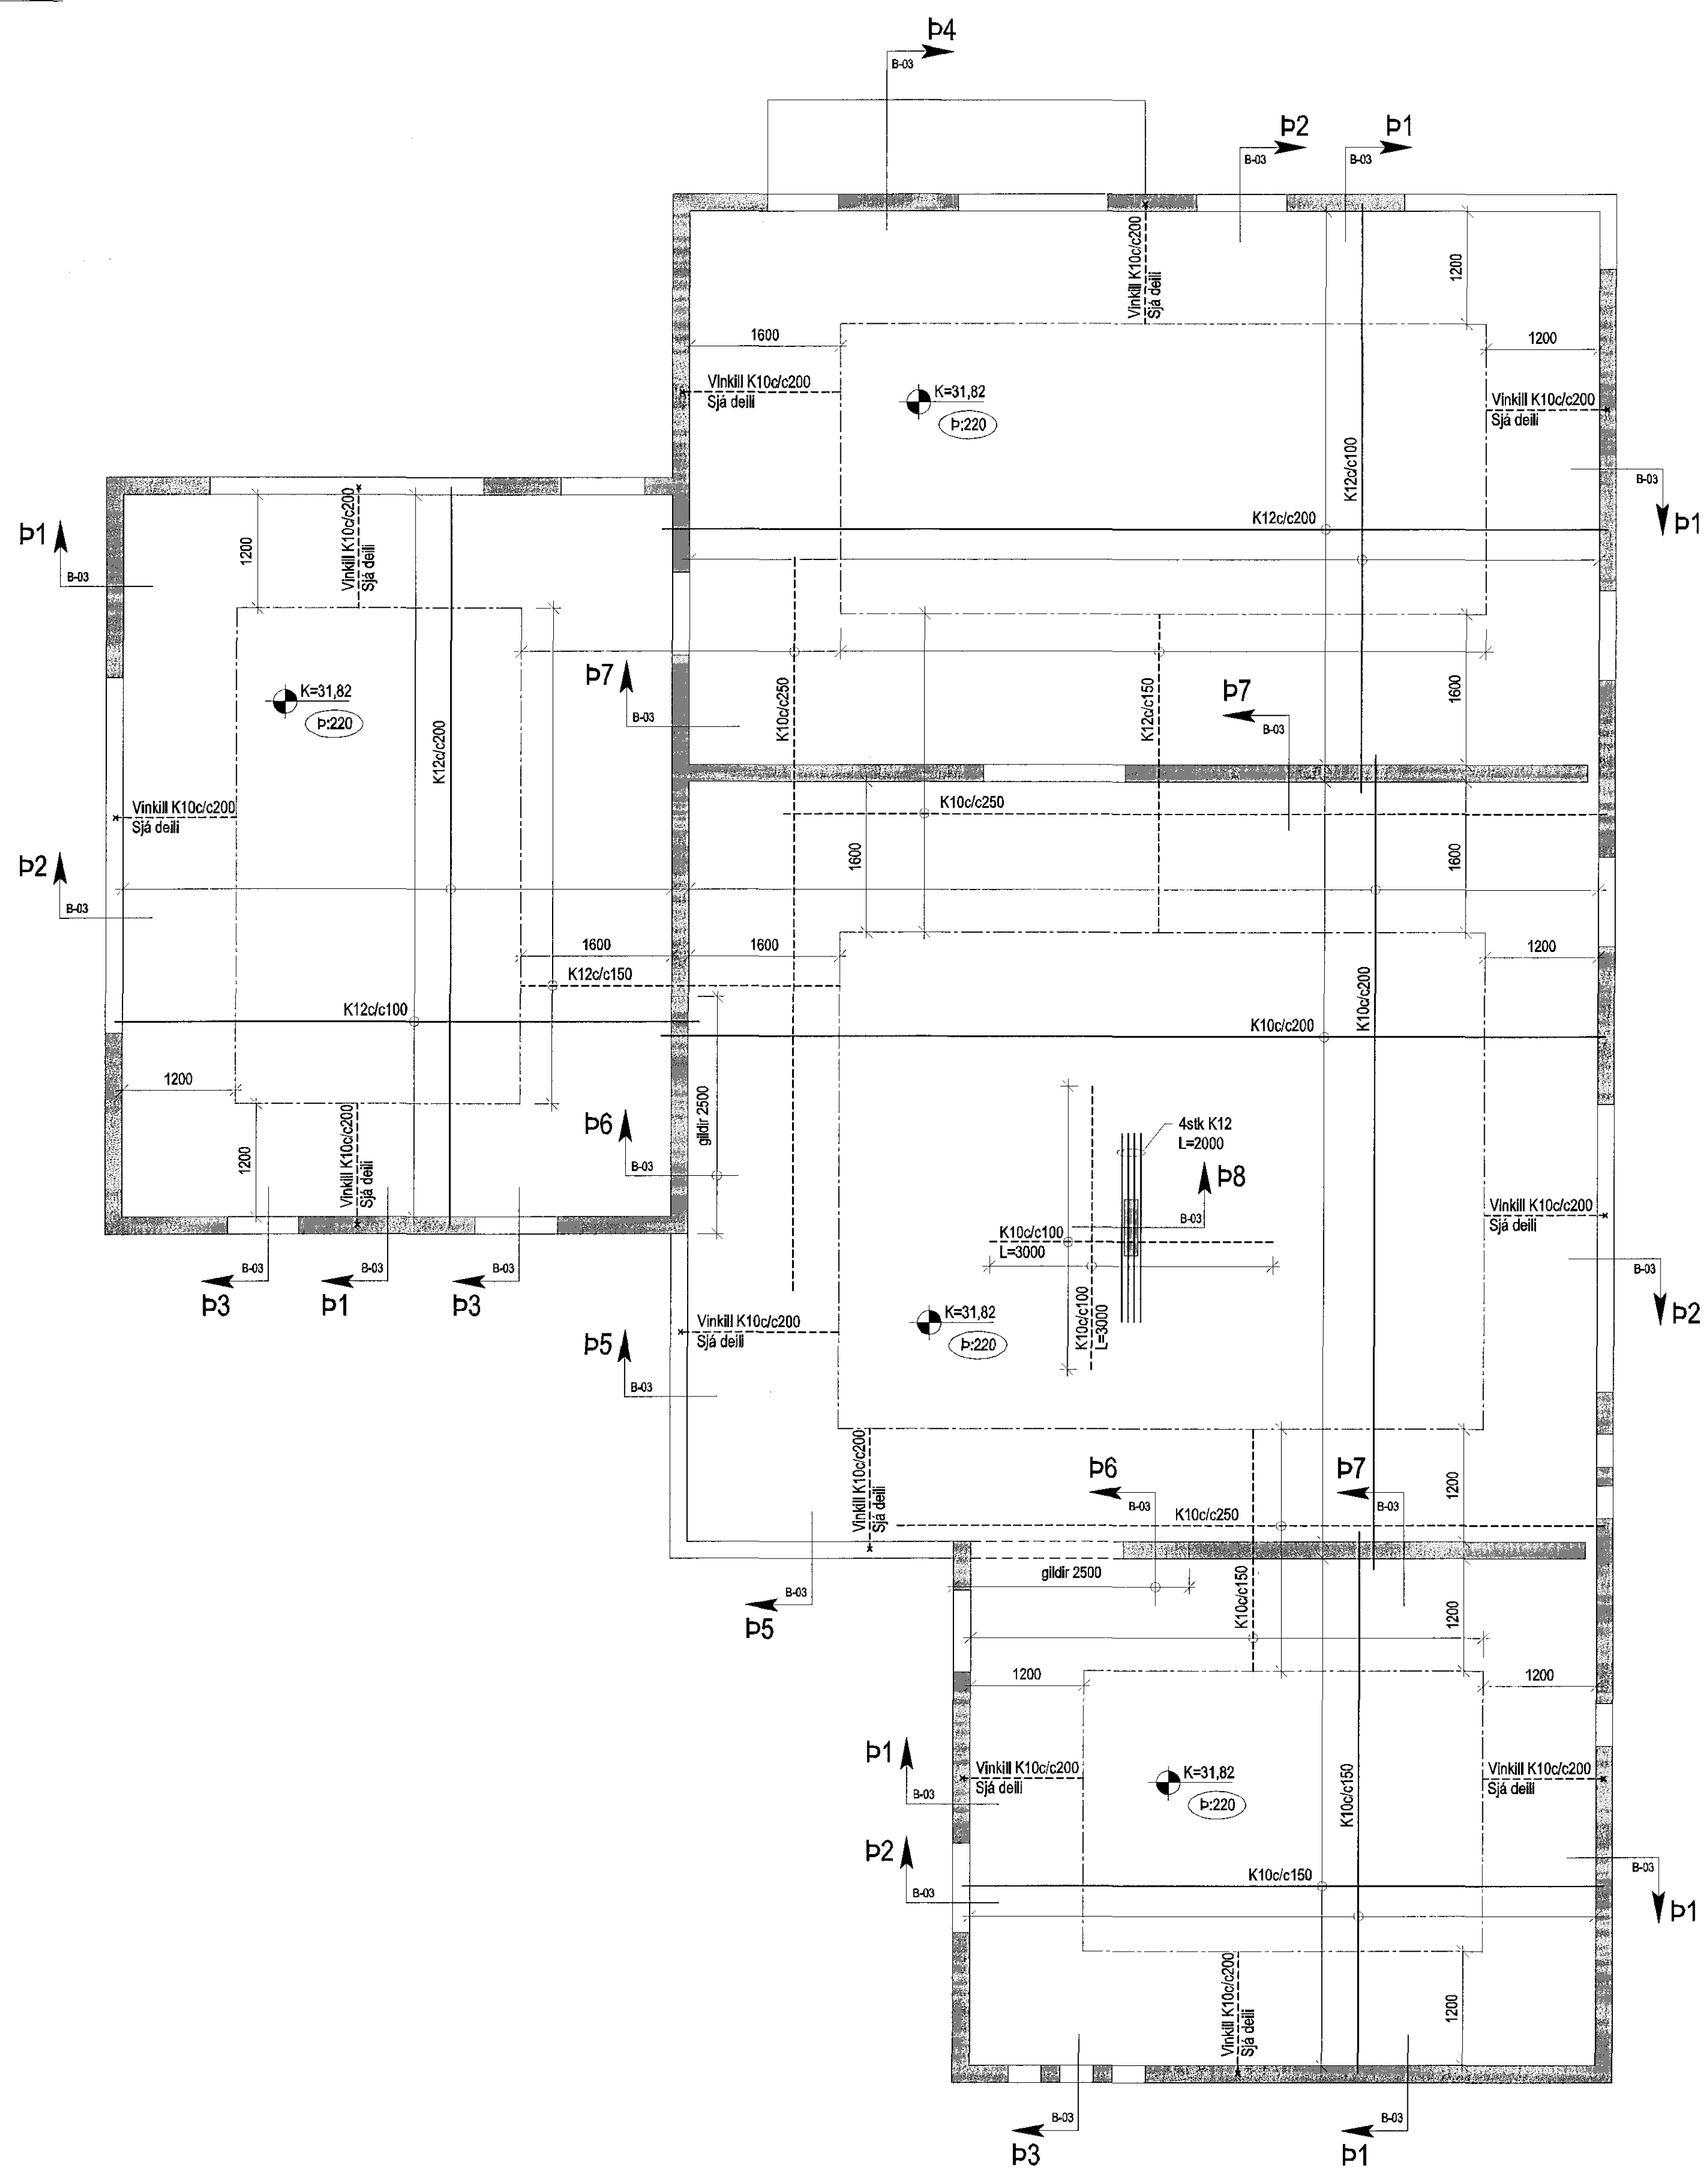 Þ4
B-03
Þ2
B-03
Þ1
B-03
Vinkill K10c/c200
Sjá deili
1200
1600
1200
Vinkill K10c/c200
Sjá deili
K=31,82
Þ:220
Vinkill K10c/c200
Sjá deili
K12c/c100
B-03
Þ1
K12c/c200
Þ1
B-03
1200
Vinkill K10c/c200
Sjá deili
K=31,82
Þ:220
K12c/c200
Þ7
B-03
K10c/c250
K12c/c150
Þ7
B-03
1600
Vinkill K10c/c200
Sjá deili
K10c/c250
1600
1600
Þ2
B-03
1600
1600
1200
K12c/c150
K12c/c100
K10c/c200
K10c/c200
1200
1200
Vinkill K10c/c200
Sjá deili
Þ6
B-03
gildir 2500
4stk K12
L=2000
Þ8
B-03
K10c/c100
L=3000
K10c/c100
L=3000
Vinkill K10c/c200
Sjá deili
B-03
Þ3
B-03
Þ1
B-03
Þ3
B-03
Þ2
Vinkill K10c/c200
Sjá deili
K=31,82
Þ:220
Þ5
B-03
Vinkill K10c/c200
Sjá deili
Þ6
B-03
Þ7
B-03
1200
K10c/c250
gildir 2500
K10c/c150
1200
B-03
Þ5
1200
1200
Þ1
B-03
Vinkill K10c/c200
Sjá deili
K=31,82
Þ:220
K10c/c150
Vinkill K10c/c200
Sjá deili
Þ2
B-03
K10c/c150
B-03
Þ1
Vinkill K10c/c200
Sjá deili
1200
B-03
Þ3
B-03
Þ1